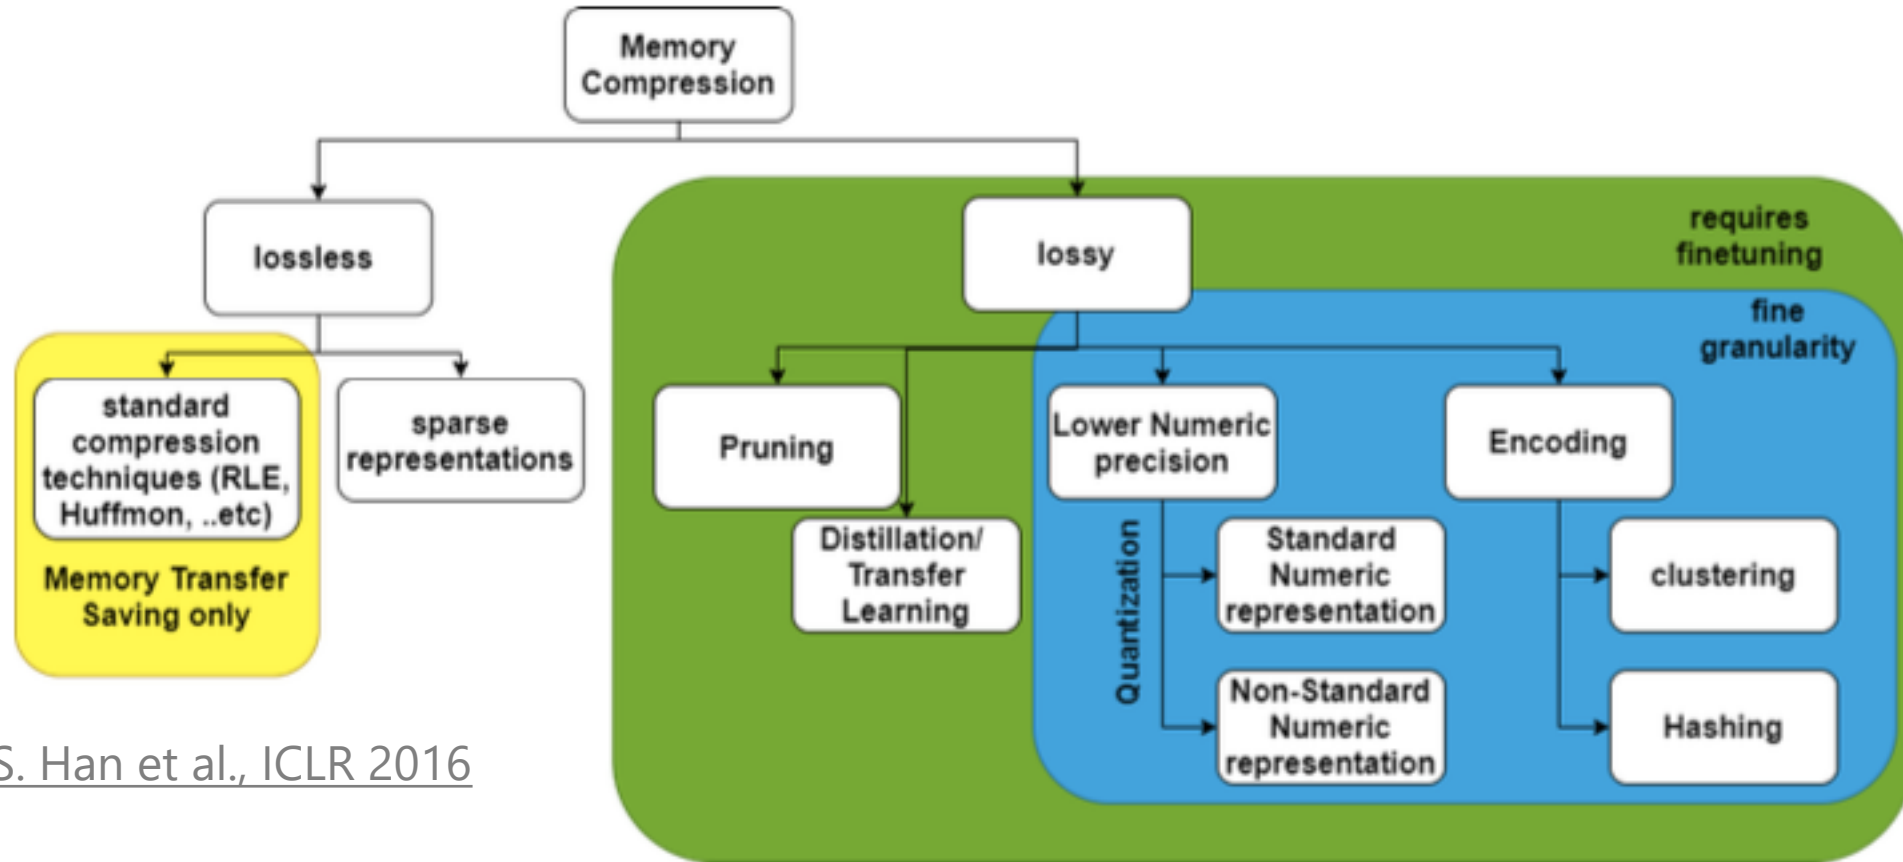 Memory
Compression
lossless
lossy
requires
finetuning
fine
granularity
standard
compression
techniques (RLE,
Huffmon, ..etc)
Memory Transfer
Saving only
sparse
representations
Pruning
Distillation/
Transfer
Learning
Lower Numeric
precision
Quantization
Standard
Numeric
representation
Non-Standard
Numeric
representation
Encoding
clustering
Hashing
S. Han et al., ICLR 2016